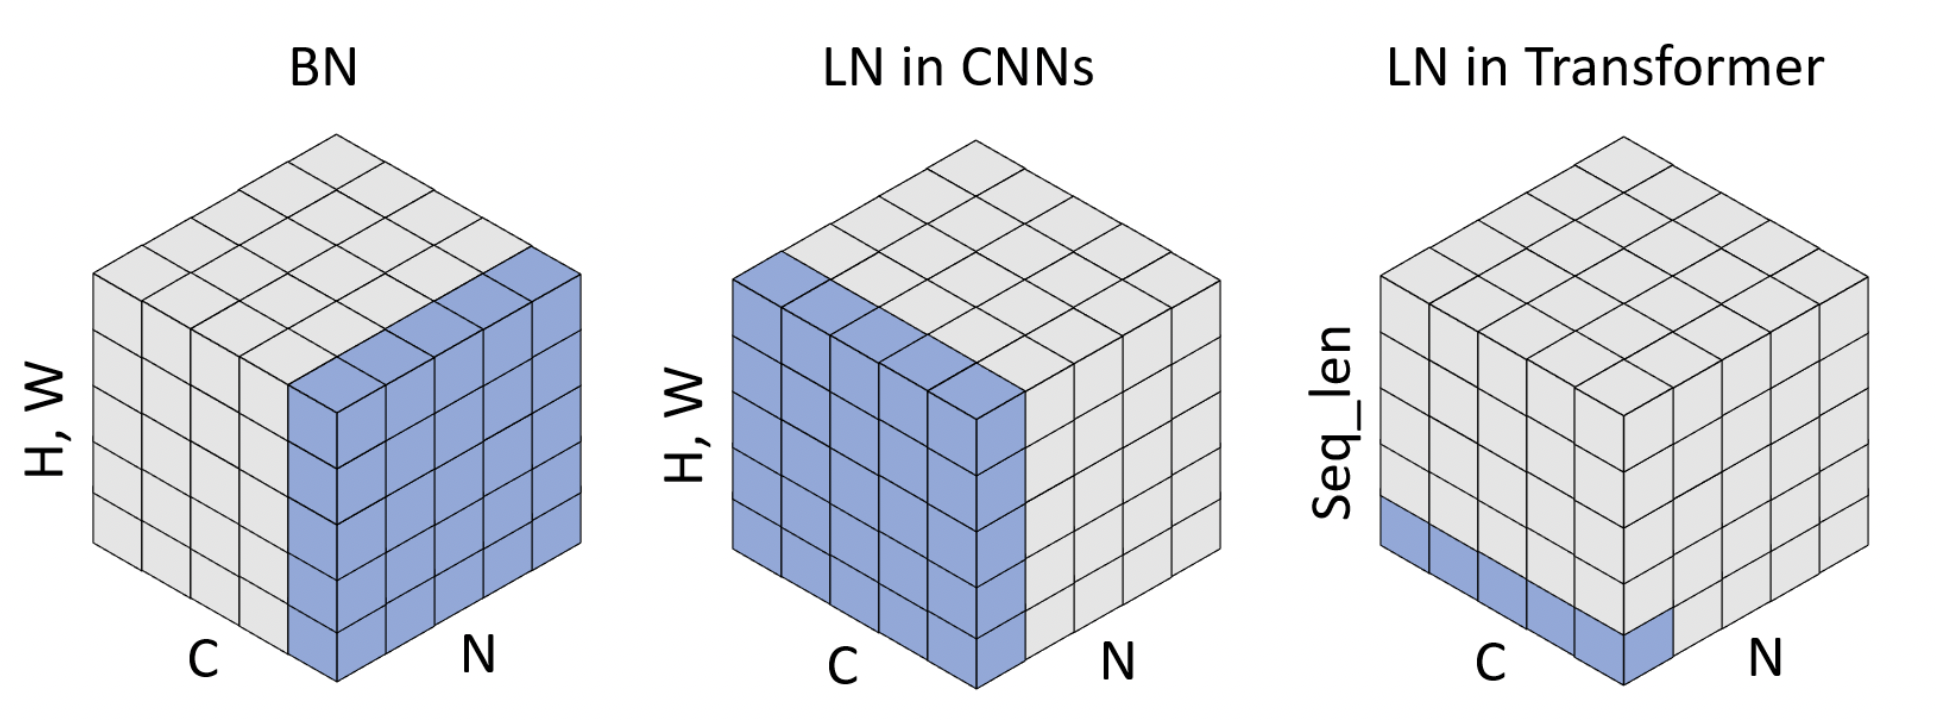 BN
LN in CNNs
LN in Transformer
H, W
C
N
H, W
C
N
Seq_len
C
N